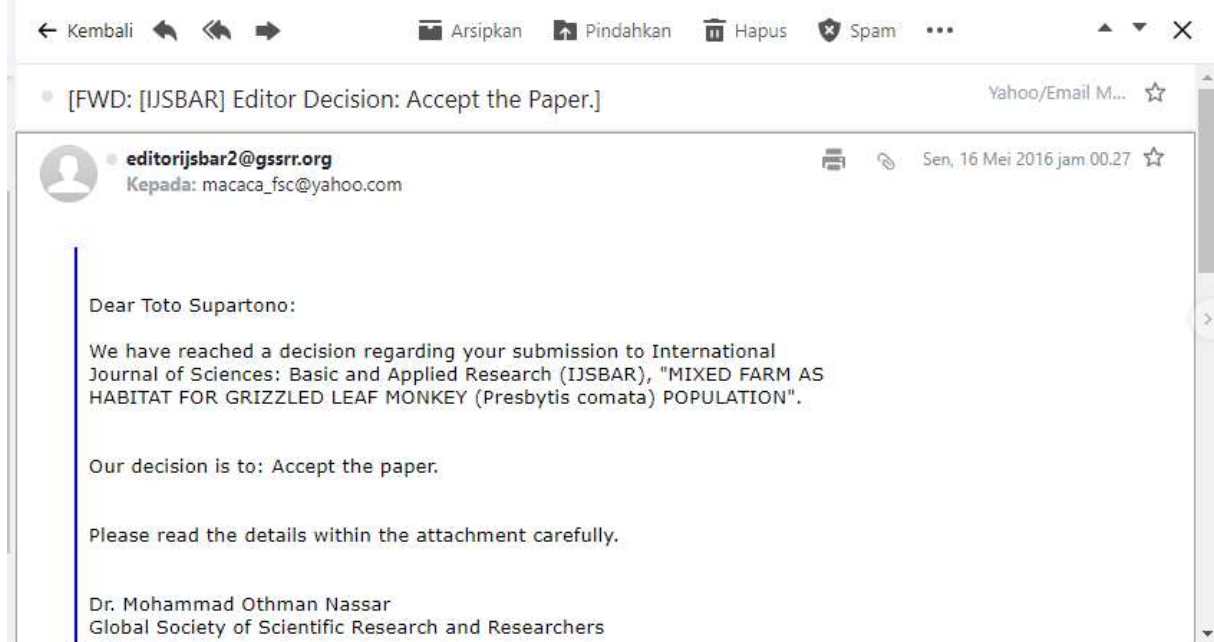 ← Kembali Arsipkan Pindahkan Hapus Spam •••
[FWD: [IJSBAR] Editor Decision: Accept the Paper.] Yahoo/Email M...
editorijsbar2@gssrr.org Sen, 16 Mei 2016 jam 00.27
Kepada: macaca_fsc@yahoo.com
Dear Toto Supartono:
We have reached a decision regarding your submission to International
Journal of Sciences: Basic and Applied Research (IJSBAR), "MIXED FARM AS
HABITAT FOR GRIZZLED LEAF MONKEY (Presbytis comata) POPULATION".
Our decision is to: Accept the paper.
Please read the details within the attachment carefully.
Dr. Mohammad Othman Nassar
Global Society of Scientific Research and Researchers